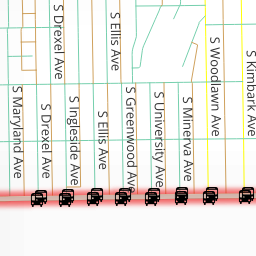 S Drexel Ave
S Ellis Ave
S Woodlawn Ave
S Kimbark Ave
S Maryland Ave
S Drexel Ave
S Ingleside Ave
S Ellis Ave
S Greenwood Ave
S University Ave
S Minerva Ave